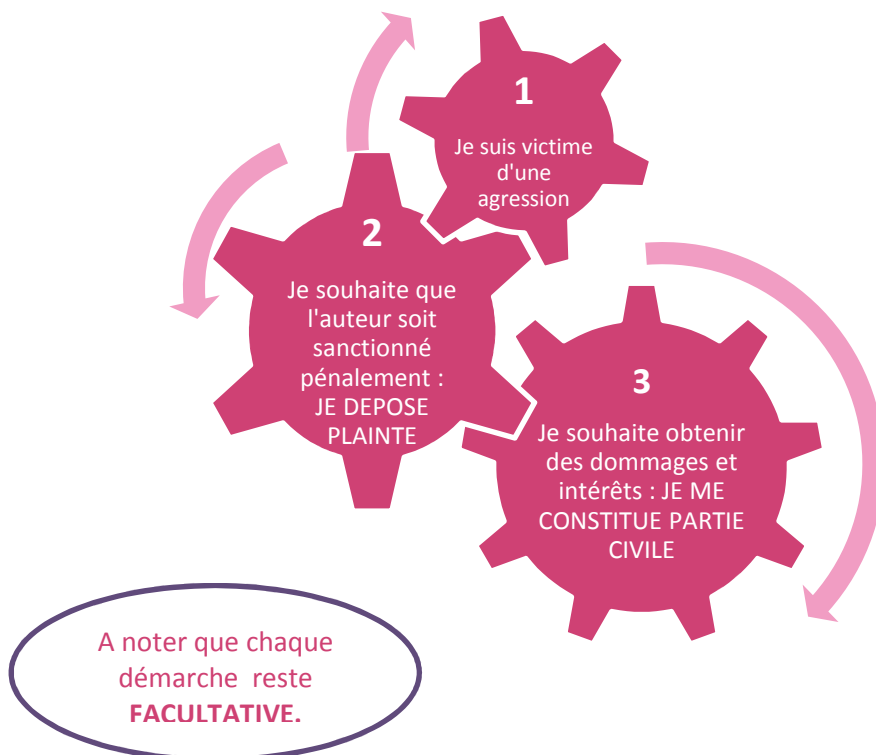 1
Je suis victime
d'une
agression
2
Je souhaite que
l'auteur soit
sanctionné
pénalement :
JE DEPOSE
PLAINTE
3
Je souhaite obtenir
des dommages et
intérêts : JE ME
CONSTITUE PARTIE
CIVILE
A noter que chaque
démarche reste
FACULTATIVE.